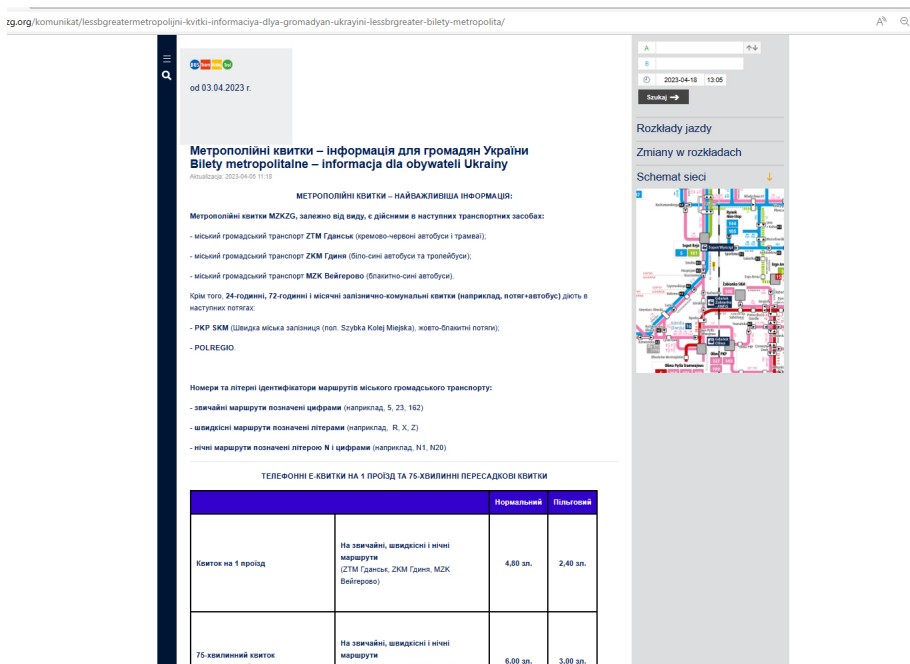 zg.org/komunikat/lessbgreatermetropolijni-kvitki-informaciya-dlya-gromadyan-ukrayini-lessbrgreater-bilety-metropolita/
od 03.04.2023 r.
Метрополійні квитки – інформація для громадян України
Bilety metropolitalne – informacja dla obywateli Ukrainy
Aktualizacja: 2023-04-05 11:18
МЕТРОПОЛІЙНІ КВИТКИ – НАЙВАЖЛИВІША ІНФОРМАЦІЯ:
Метрополійні квитки MZKZG, залежно від виду, є дійсними в наступних транспортних засобах:
- міський громадський транспорт ZTM Гданськ (кремово-червоні автобуси і трамваї);
- міський громадський транспорт ZKM Гдиня (біло-сині автобуси та тролейбуси);
- міський громадський транспорт MZK Вейгерово (блакитно-сині автобуси).
Крім того, 24-годинні, 72-годинні і місячні залізнично-комунальні квитки (наприклад, потяг+автобус) діють в
наступних потягах:
- PKP SKM (Швидка міська залізниця (пол. Szybka Kolej Miejska), жовто-блакитні потяги);
- POLREGIO.
Номери та літерні ідентифікатори маршрутів міського громадського транспорту:
- звичайні маршрути позначені цифрами (наприклад, 5, 23, 162)
- швидкісні маршрути позначені літерами (наприклад, R, X, Z)
- нічні маршрути позначені літерою N і цифрами (наприклад, N1, N20)
ТЕЛЕФОННІ Е-КВИТКИ НА 1 ПРОЇЗД ТА 75-ХВИЛИННІ ПЕРЕСАДКОВІ КВИТКИ
Нормальний Пільговий
Квиток на 1 проїзд
На звичайні, швидкісні і нічні
маршрути
(ZTM Гданськ, ZKM Гдиня, MZK
Вейгерово)
4,80 зл. 2,40 зл.
75-хвилинний квиток
На звичайні, швидкісні і нічні
маршрути
6,00 зл. 3,00 зл.
A
B
2023-04-18 13:05
Szukaj
Rozkłady jazdy
Zmiany w rozkładach
Schemat sieci